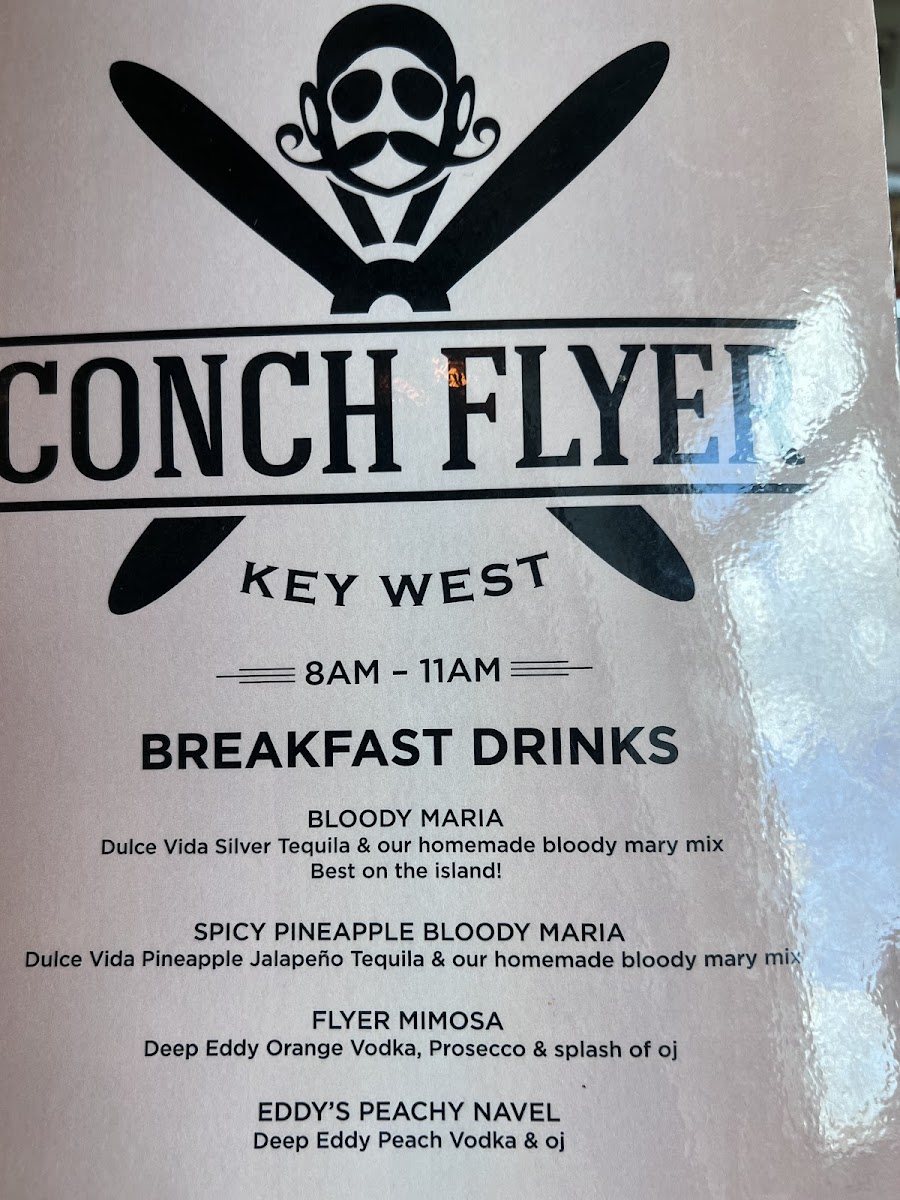 CONCH FLYER
KEY WEST
8AM – 11AM
BREAKFAST DRINKS
BLOODY MARIA
Dulce Vida Silver Tequila & our homemade bloody mary mix
Best on the island!
SPICY PINEAPPLE BLOODY MARIA
Dulce Vida Pineapple Jalapeño Tequila & our homemade bloody mary mix
FLYER MIMOSA
Deep Eddy Orange Vodka, Prosecco & splash of oj
EDDY'S PEACHY NAVEL
Deep Eddy Peach Vodka & oj